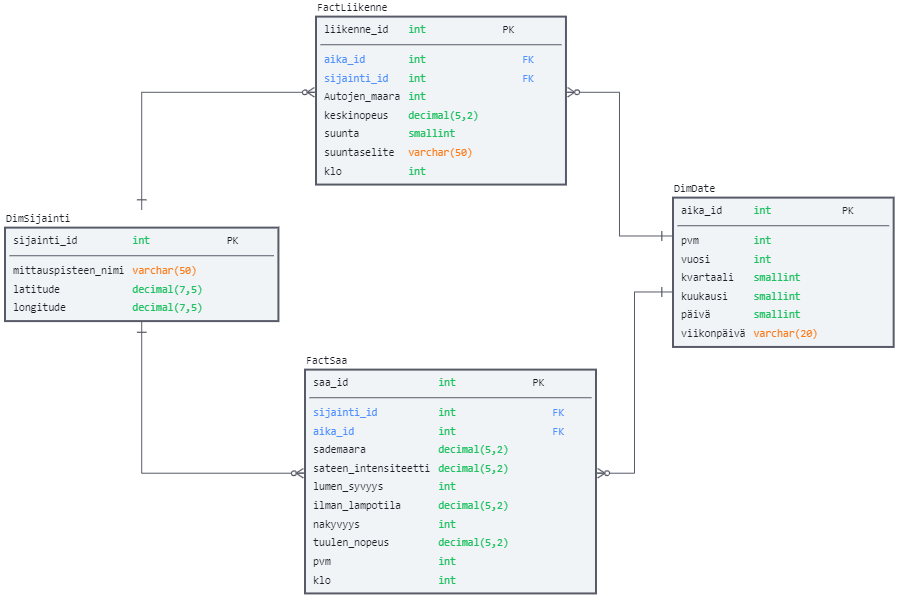 FactLiikenne
liikenne_id int PK
aika_id int FK
sijainti_id int FK
Autojen_maara int
keskinopeus decimal(5,2)
suunta smallint
suuntaselite varchar(50)
klo int
DimDate
aika_id int PK
pvm int
vuosi int
kvartaali smallint
kuukausi smallint
päivä smallint
viikonpäivä varchar(20)
DimSijainti
sijainti_id int PK
mittauspisteen_nimi varchar(50)
latitude decimal(7,5)
longitude decimal(7,5)
FactSaa
saa_id int PK
sijainti_id int FK
aika_id int FK
sademaara decimal(5,2)
sateen_intensiteetti decimal(5,2)
lumen_syvyys int
ilman_lampotila decimal(5,2)
nakyvyys int
tuulen_nopeus decimal(5,2)
pvm int
klo int